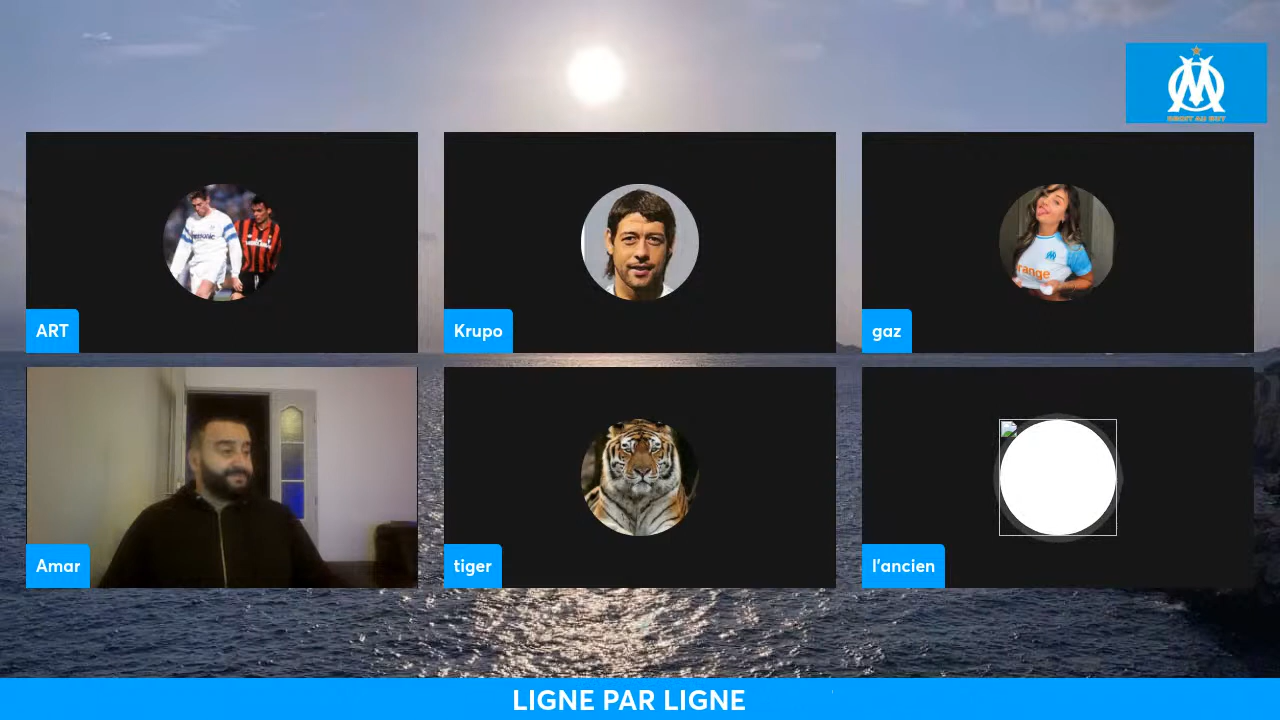 ART
Krupo
gaz
Amar
tiger
l'ancien
LIGNE PAR LIGNE